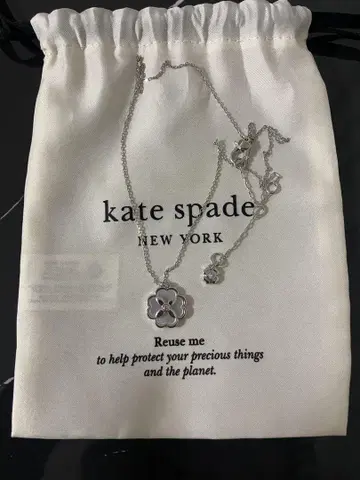 kate spade
NEW YORK
Reuse me
to help protect your precious things
and the planet.